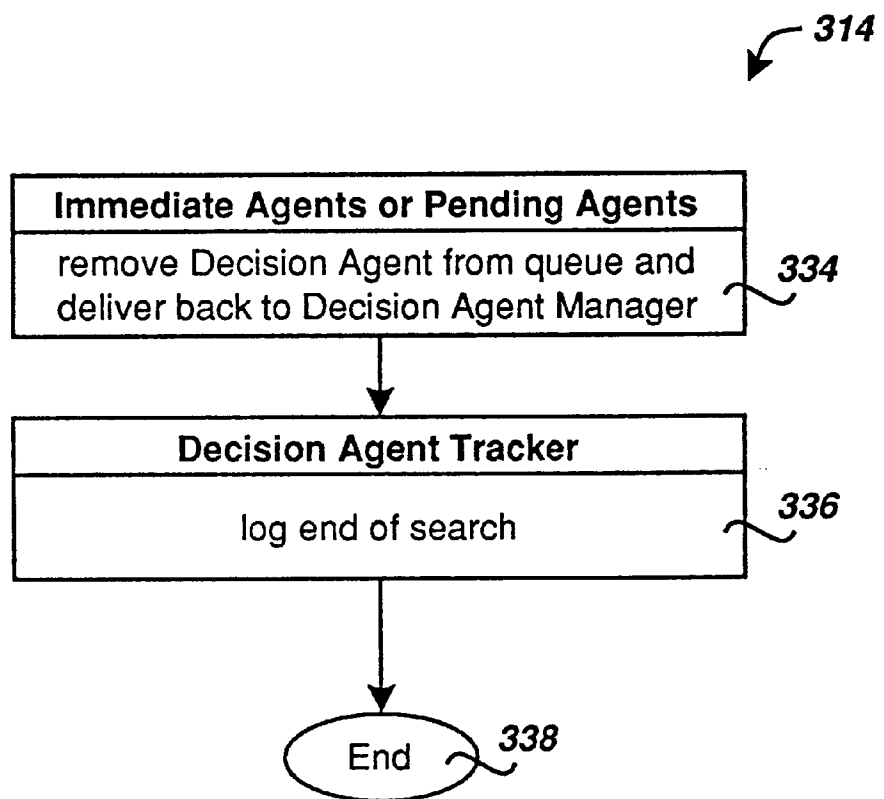 314
Immediate Agents or Pending Agents
remove Decision Agent from queue and
deliver back to Decision Agent Manager
334
Decision Agent Tracker
log end of search
336
End
338